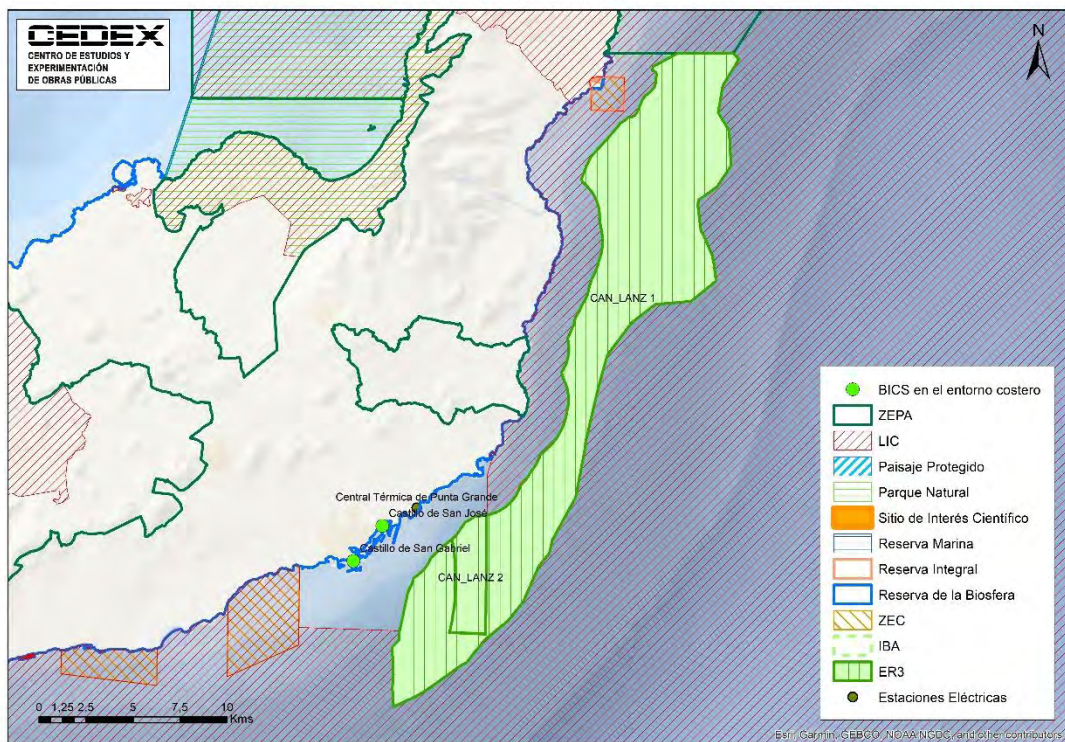 CEDEX
CENTRO DE ESTUDIOS Y
EXPERIMENTACIÓN
DE OBRAS PÚBLICAS
N
CAN_LANZ 1
Central Térmica de Punta Grande
Castillo de San José
Castillo de San Gabriel
CAN_LANZ 2
BICS en el entorno costero
ZEPA
LIC
Paisaje Protegido
Parque Natural
Sitio de Interés Científico
Reserva Marina
Reserva Integral
Reserva de la Biosfera
ZEC
IBA
ER3
Estaciones Eléctricas
0 1,25 2,5 5 7,5 10
Kms
Esri, Garmin, GEBCO, NOAA NGDC, and other contributors